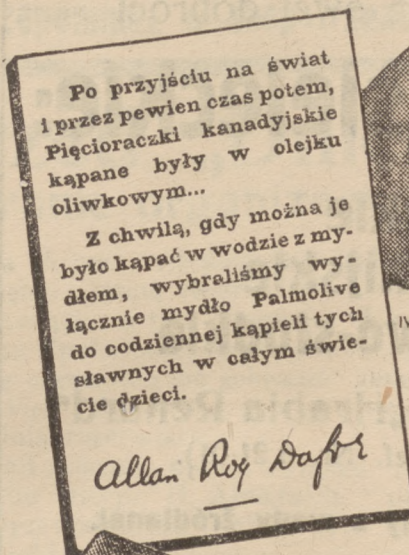 Po przyjściu na świat
i przez pewien czas potem,
Pięcioraczki kanadyjskie
kąpane były w olejku
oliwkowym...
Z chwilą, gdy można je
było kąpać w wodzie z my-
dłem, wybraliśmy wy-
łącznie mydło Palmolive
do codziennej kąpieli tych
sławnych w całym świe-
cie dzieci.
Allan Roy Dafoe